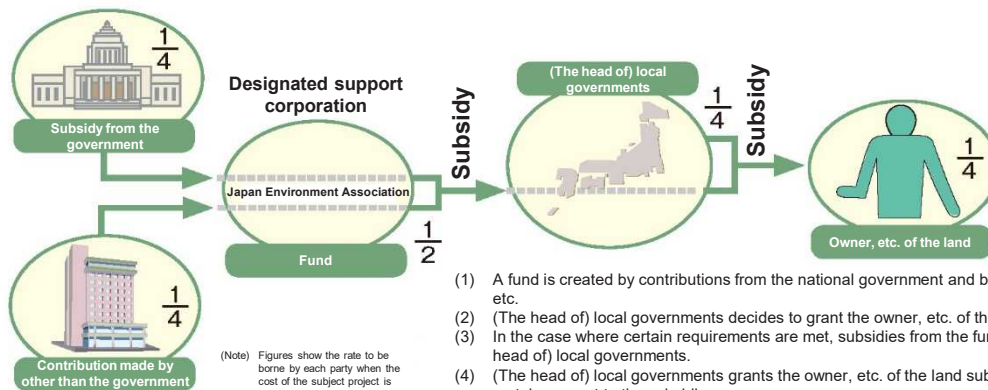 1/4
Subsidy from the
government
Designated support
corporation
Japan Environment Association
Fund
1/2
Subsidy
(The head of) local
governments
1/4
Subsidy
1/4
Owner, etc. of the land
1/4
Contribution made by
other than the government
(Note) Figures show the rate to be
borne by each party when the
cost of the subject project is
(1) A fund is created by contributions from the national government and b
etc.
(2) (The head of) local governments decides to grant the owner, etc. of th
(3) In the case where certain requirements are met, subsidies from the fu
head of) local governments.
(4) (The head of) local governments grants the owner, etc. of the land sub